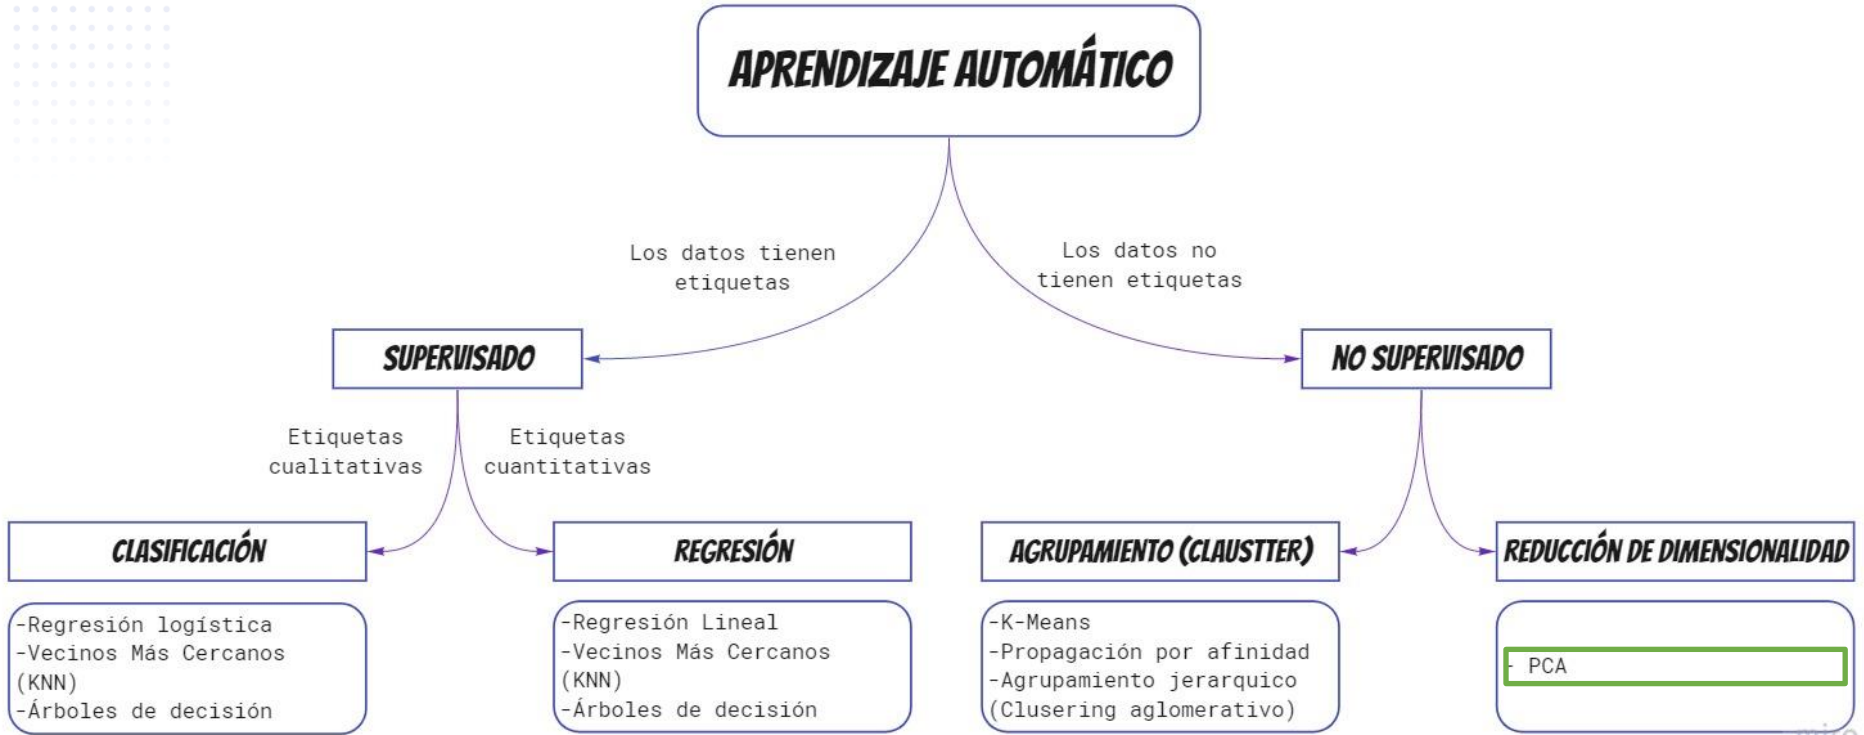 APRENDIZAJE AUTOMÁTICO
Los datos tienen
etiquetas
Los datos no
tienen etiquetas
SUPERVISADO
NO SUPERVISADO
Etiquetas
cualitativas
Etiquetas
cuantitativas
CLASIFICACIÓN
REGRESIÓN
AGRUPAMIENTO (CLAUSTTER)
REDUCCIÓN DE DIMENSIONALIDAD
-Regresión logística
-Vecinos Más Cercanos
(KNN)
-Árboles de decisión
-Regresión Lineal
-Vecinos Más Cercanos
(KNN)
-Árboles de decisión
-K-Means
-Propagación por afinidad
-Agrupamiento jerarquico
(Clusering aglomerativo)
- PCA